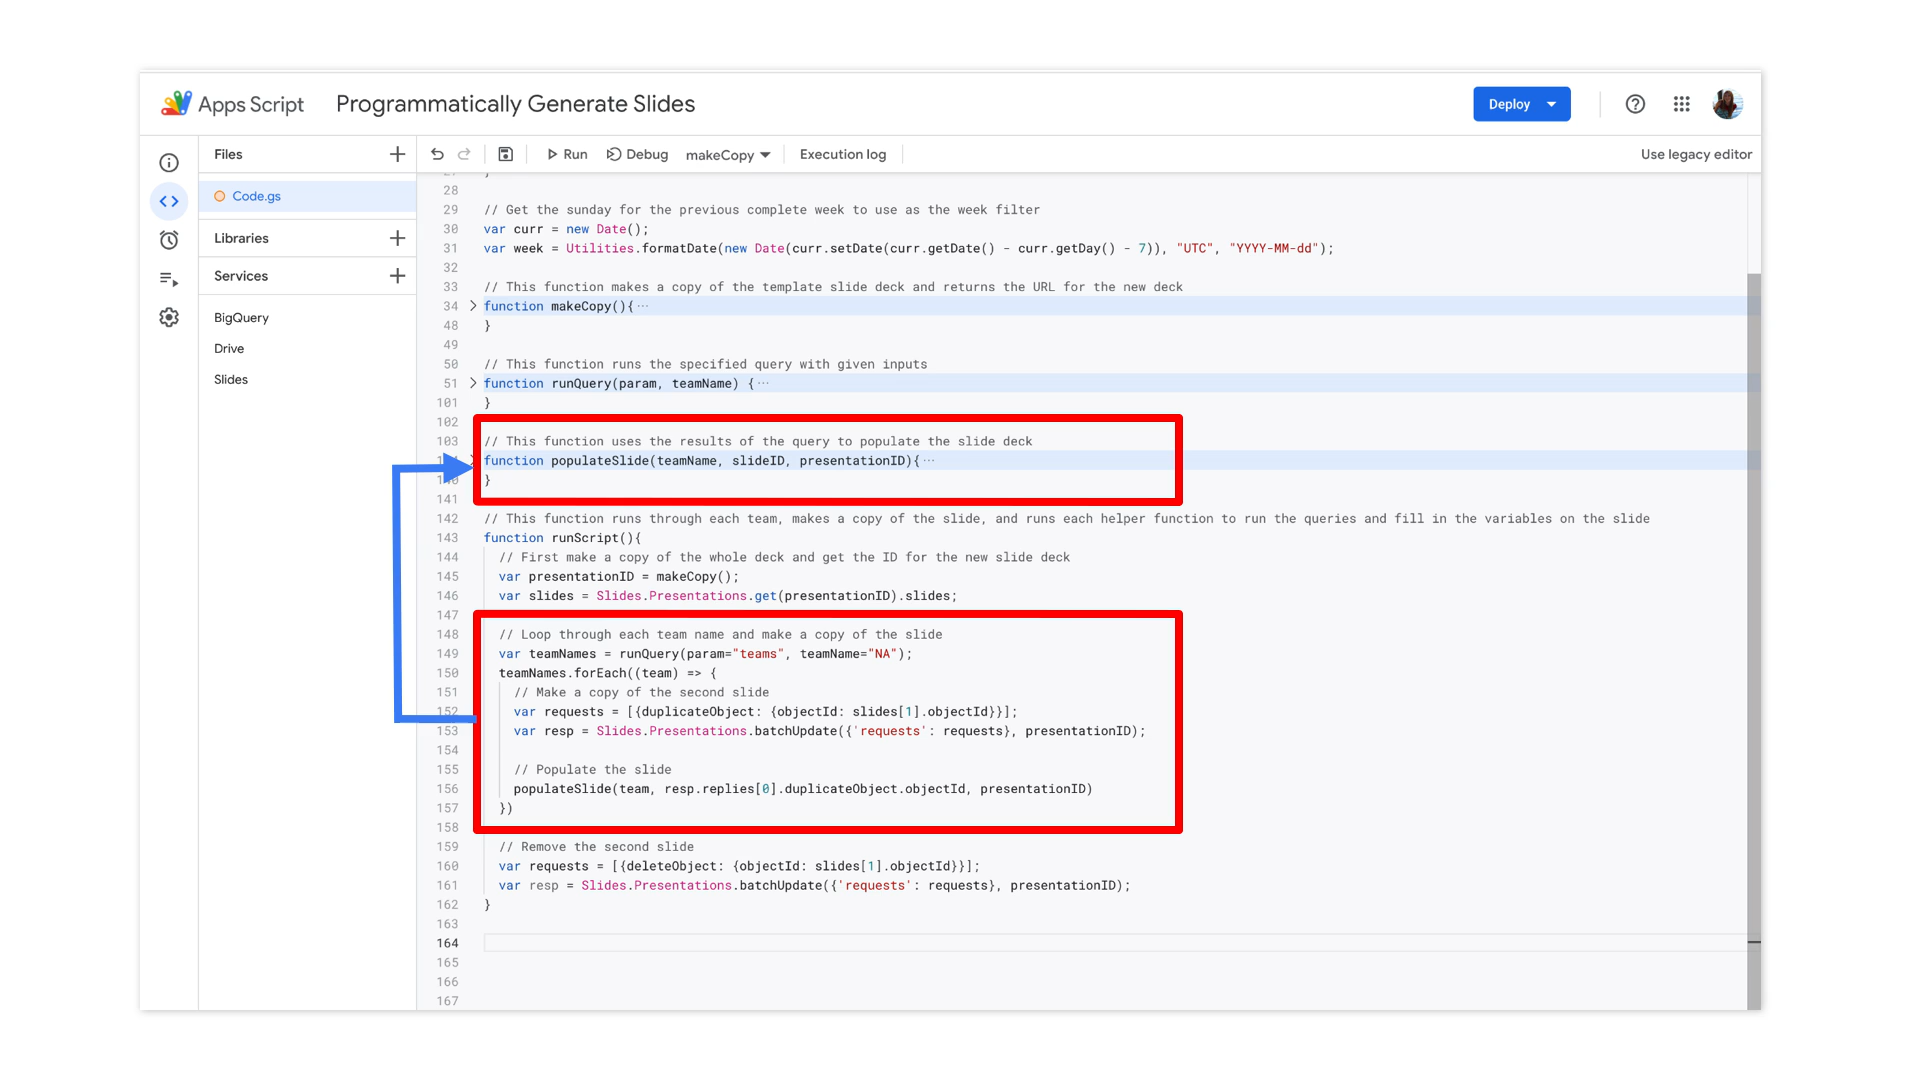 Apps Script
Programmatically Generate Slides
Deploy
Files
Run
Debug
makeCopy
Execution log
Use legacy editor
Code.gs
Libraries
Services
BigQuery
Drive
Slides
28
29 // Get the sunday for the previous complete week to use as the week filter
30 var curr = new Date();
31 var week = Utilities.formatDate(new Date(curr.setDate(curr.getDate() - curr.getDay() - 7)), "UTC", "YYYY-MM-dd");
32
33 // This function makes a copy of the template slide deck and returns the URL for the new deck
34 function makeCopy(){ ···
48 }
49
50 // This function runs the specified query with given inputs
51 function runQuery(param, teamName) { ···
101 }
102
103 // This function uses the results of the query to populate the slide deck
function populateSlide(teamName, slideID, presentationID){ ···
140 }
141
142 // This function runs through each team, makes a copy of the slide, and runs each helper function to run the queries and fill in the variables on the slide
143 function runScript(){
144 // First make a copy of the whole deck and get the ID for the new slide deck
145 var presentationID = makeCopy();
146 var slides = Slides.Presentations.get(presentationID).slides;
147
148 // Loop through each team name and make a copy of the slide
149 var teamNames = runQuery(param="teams", teamName="NA");
150 teamNames.forEach((team) => {
151 // Make a copy of the second slide
152 var requests = [{duplicateObject: {objectId: slides[1].objectId}}];
153 var resp = Slides.Presentations.batchUpdate({'requests': requests}, presentationID);
154
155 // Populate the slide
156 populateSlide(team, resp.replies[0].duplicateObject.objectId, presentationID)
157 })
158
159 // Remove the second slide
160 var requests = [{deleteObject: {objectId: slides[1].objectId}}];
161 var resp = Slides.Presentations.batchUpdate({'requests': requests}, presentationID);
162 }
163
164
165
166
167